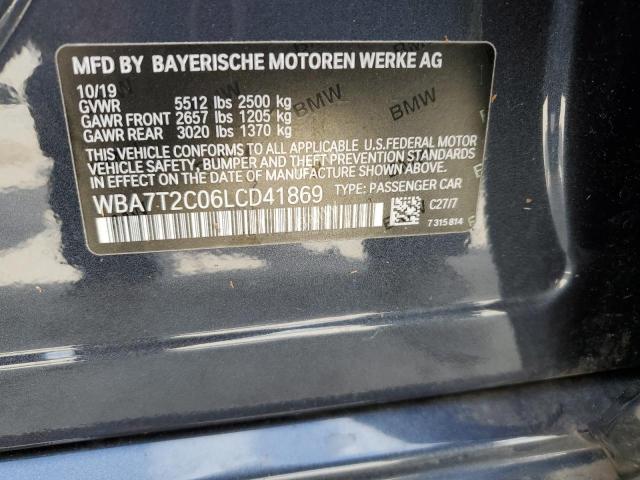 MFD BY BAYERISCHE MOTOREN WERKE AG
10/19
GVWR 5512 lbs 2500 kg
GAWR FRONT 2657 lbs 1205 kg
GAWR REAR 3020 lbs 1370 kg
BMW
BMW
THIS VEHICLE CONFORMS TO ALL APPLICABLE U.S.FEDERAL MOTOR
VEHICLE SAFETY, BUMPER AND THEFT PREVENTION STANDARDS
IN EFFECT ON THE DATE OF MANUFACTURE SHOWN ABOVE.
WBA7T2C06LCD41869 TYPE: PASSENGER CAR
C27/7
7 315 814